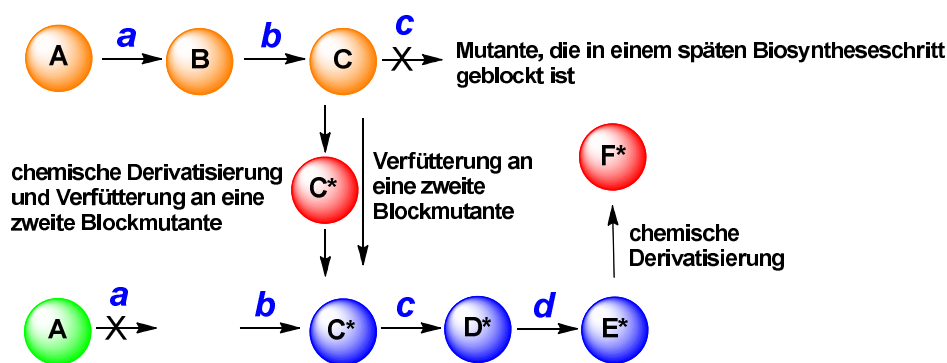 a
b
c
A
B
C
X
Mutante, die in einem späten Biosyntheseschritt
geblockt ist
chemische Derivatisierung
und Verfütterung an eine
zweite Blockmutante
C*
Verfütterung an
eine zweite
Blockmutante
F*
chemische
Derivatisierung
a
b
c
d
A
X
C*
D*
E*